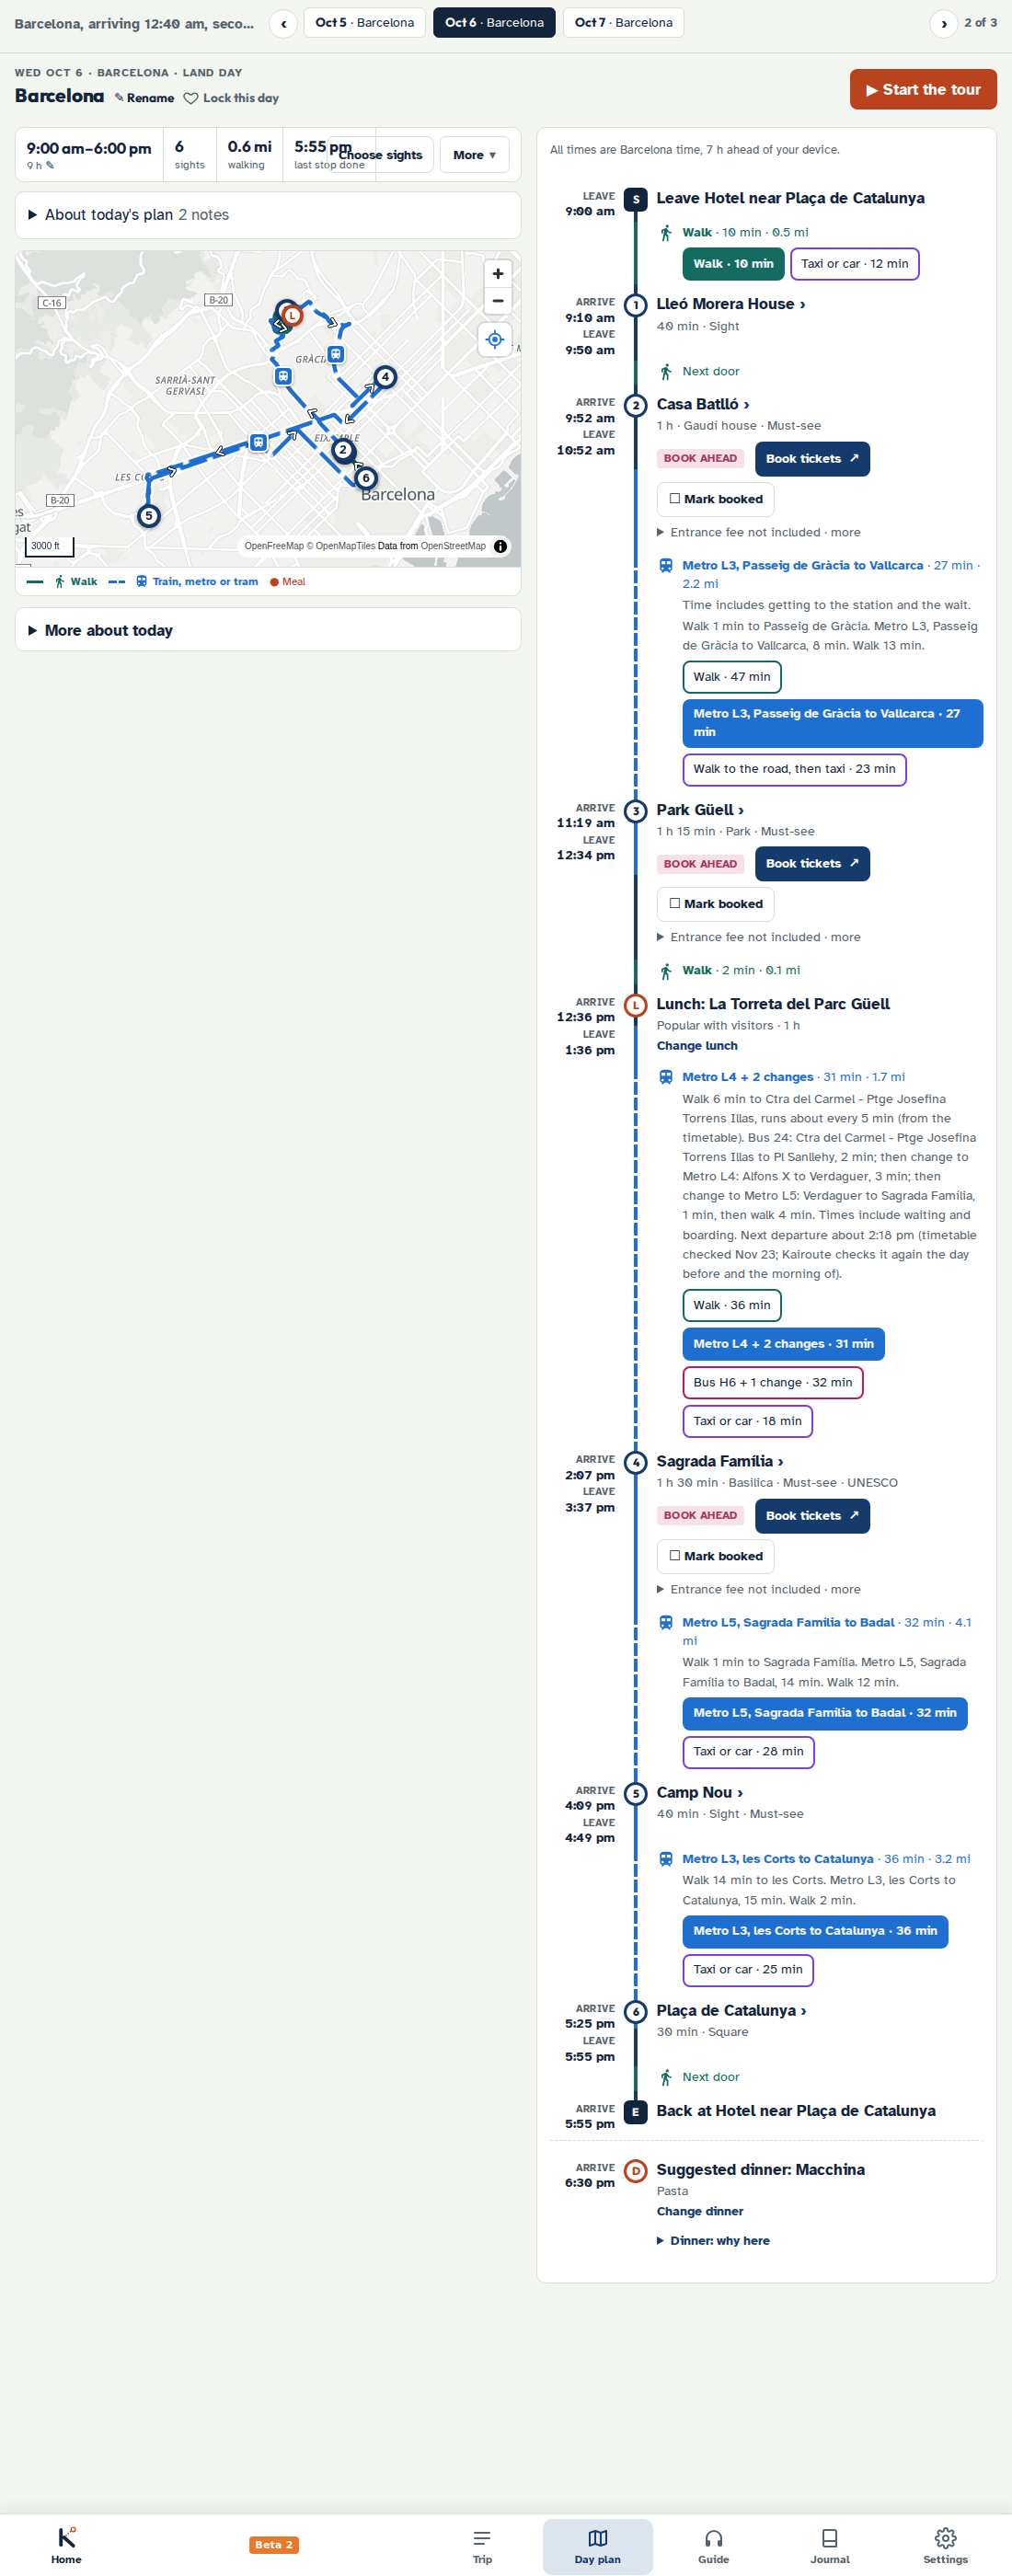 Barcelona, arriving 12:40 am, seco...
‹
Oct 5 · Barcelona
Oct 6 · Barcelona
Oct 7 · Barcelona
›
2 of 3
WED OCT 6 · BARCELONA · LAND DAY
Barcelona ✎ Rename ♡ Lock this day
▶ Start the tour
9:00 am–6:00 pm
9 h ✎
6
sights
0.6 mi
walking
5:55 pm
last stop done
Choose sights
More ▾
▶ About today's plan 2 notes
C-16
B-20
L
GRÀCIA
SARRIÀ-SANT
GERVASI
4
2
6
Barcelona
B-20
5
3000 ft
+
−
OpenFreeMap © OpenMapTiles Data from OpenStreetMap
Walk
Train, metro or tram
Meal
▶ More about today
All times are Barcelona time, 7 h ahead of your device.
LEAVE
9:00 am
S
Leave Hotel near Plaça de Catalunya
Walk · 10 min · 0.5 mi
Walk · 10 min
Taxi or car · 12 min
ARRIVE
9:10 am
LEAVE
9:50 am
1
Lleó Morera House ›
40 min · Sight
Next door
ARRIVE
9:52 am
LEAVE
10:52 am
2
Casa Batlló ›
1 h · Gaudí house · Must-see
BOOK AHEAD
Book tickets ↗
☐ Mark booked
▶ Entrance fee not included · more
Metro L3, Passeig de Gràcia to Vallcarca · 27 min ·
2.2 mi
Time includes getting to the station and the wait.
Walk 1 min to Passeig de Gràcia. Metro L3, Passeig
de Gràcia to Vallcarca, 8 min. Walk 13 min.
Walk · 47 min
Metro L3, Passeig de Gràcia to Vallcarca · 27
min
Walk to the road, then taxi · 23 min
ARRIVE
11:19 am
LEAVE
12:34 pm
3
Park Güell ›
1 h 15 min · Park · Must-see
BOOK AHEAD
Book tickets ↗
☐ Mark booked
▶ Entrance fee not included · more
Walk · 2 min · 0.1 mi
ARRIVE
12:36 pm
LEAVE
1:36 pm
L
Lunch: La Torreta del Parc Güell
Popular with visitors · 1 h
Change lunch
Metro L4 + 2 changes · 31 min · 1.7 mi
Walk 6 min to Ctra del Carmel - Ptge Josefina
Torrens Illas, runs about every 5 min (from the
timetable). Bus 24: Ctra del Carmel - Ptge Josefina
Torrens Illas to Pl Sanllehy, 2 min; then change to
Metro L4: Alfons X to Verdaguer, 3 min; then
change to Metro L5: Verdaguer to Sagrada Família,
1 min, then walk 4 min. Times include waiting and
boarding. Next departure about 2:18 pm (timetable
checked Nov 23; Kairoute checks it again the day
before and the morning of).
Walk · 36 min
Metro L4 + 2 changes · 31 min
Bus H6 + 1 change · 32 min
Taxi or car · 18 min
ARRIVE
2:07 pm
LEAVE
3:37 pm
4
Sagrada Família ›
1 h 30 min · Basilica · Must-see · UNESCO
BOOK AHEAD
Book tickets ↗
☐ Mark booked
▶ Entrance fee not included · more
Metro L5, Sagrada Família to Badal · 32 min · 4.1
mi
Walk 1 min to Sagrada Família. Metro L5, Sagrada
Família to Badal, 14 min. Walk 12 min.
Metro L5, Sagrada Família to Badal · 32 min
Taxi or car · 28 min
ARRIVE
4:09 pm
LEAVE
4:49 pm
5
Camp Nou ›
40 min · Sight · Must-see
Metro L3, les Corts to Catalunya · 36 min · 3.2 mi
Walk 14 min to les Corts. Metro L3, les Corts to
Catalunya, 15 min. Walk 2 min.
Metro L3, les Corts to Catalunya · 36 min
Taxi or car · 25 min
ARRIVE
5:25 pm
LEAVE
5:55 pm
6
Plaça de Catalunya ›
30 min · Square
Next door
ARRIVE
5:55 pm
E
Back at Hotel near Plaça de Catalunya
ARRIVE
6:30 pm
D
Suggested dinner: Macchina
Pasta
Change dinner
▶ Dinner: why here
Home
Beta 2
Trip
Day plan
Guide
Journal
Settings